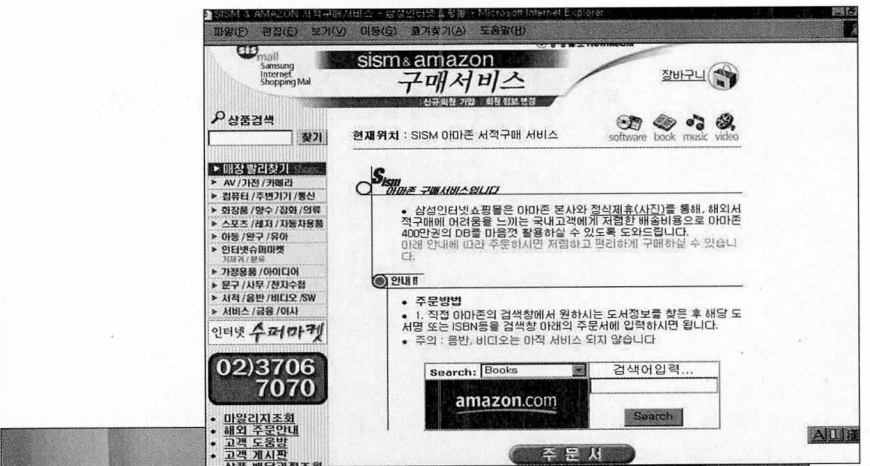 SISM & AMAZON 서적구매서비스 - 삼성인터넷쇼핑몰 - Microsoft Internet Explorer
파일(F) 편집(E) 보기(V) 이동(G) 즐겨찾기(A) 도움말(H)
sis
mall
Samsung
Internet
Shopping Mal
sism & amazon
구매서비스
신규회원 가입 회원 정보 변경
장바구니
상품검색
찾기
현재위치 : SISM 아마존 서적구매 서비스
software book music video
▶ 매장 빨리찾기 Shops
▶ AV / 가전 / 카메라
▶ 컴퓨터 / 주변기기 / 통신
▶ 화장품 / 향수 / 잡화 / 의류
▶ 스포츠 / 레저 / 자동차용품
▶ 아동 / 완구 / 유아
▶ 인터넷슈퍼마켓
기저귀 / 분유
▶ 가정용품 / 아이디어
▶ 문구 / 사무 / 전자수첩
▶ 서적 / 음반 / 비디오 / SW
▶ 서비스 / 금융 / 이사
인터넷 수퍼마켓
02)3706
7070
• 마일리지조회
• 해외 주문안내
• 고객 도움방
• 고객 게시판
Sism
아마존 구매서비스입니다
• 삼성인터넷쇼핑몰은 아마존 본사와 정식제휴(사진)를 통해, 해외서
적구매에 어려움을 느끼는 국내고객에게 저렴한 배송비용으로 아마존
400만권의 DB를 마음껏 활용하실 수 있도록 도와드립니다.
아래 안내에 따라 주문하시면 저렴하고 편리하게 구매하실 수 있습니
다.
안내 !!
• 주문방법
• 1. 직접 아마존의 검색창에서 원하시는 도서정보를 찾은 후 해당 도
서명 또는 ISBN등을 검색창 아래의 주문서에 입력하시면 됩니다.
• 주의 : 음반, 비디오는 아직 서비스 되지 않습니다
Search: Books
검색어입력...
amazon.com
Search
주 문 서